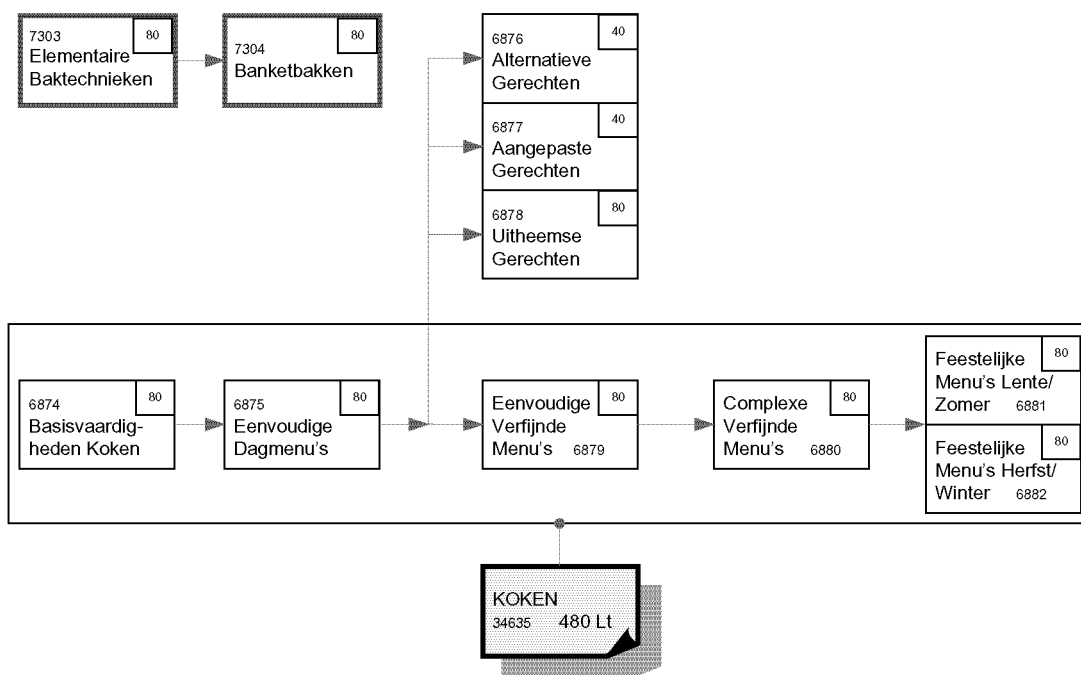 7303 80
Elementaire
Baktechnieken
7304 80
Banketbakken
6876 40
Alternatieve
Gerechten
6877 40
Aangepaste
Gerechten
6878 80
Uitheemse
Gerechten
6874 80
Basisvaardig-
heden Koken
6875 80
Eenvoudige
Dagmenu's
Eenvoudige 80
Verfijnde
Menu's 6879
Complexe 80
Verfijnde
Menu's 6880
Feestelijke 80
Menu's Lente/
Zomer 6881
Feestelijke 80
Menu's Herfst/
Winter 6882
KOKEN
34635 480 Lt